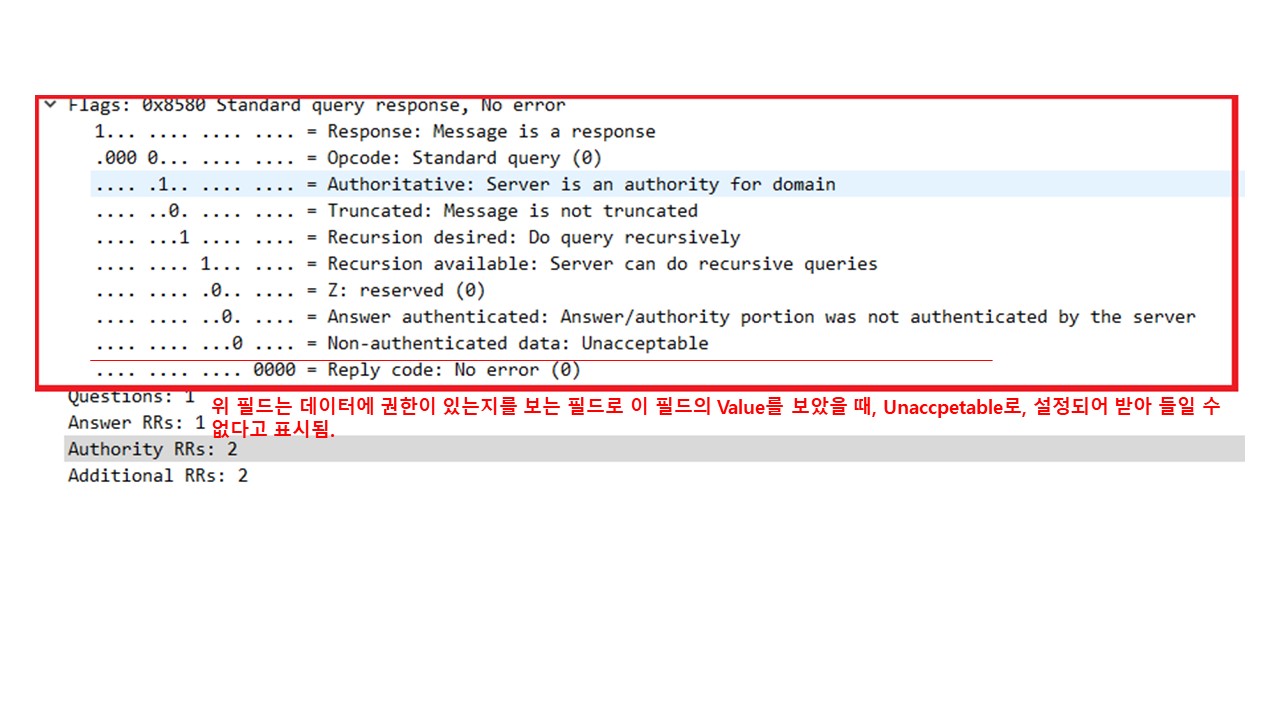 Flags: 0x8580 Standard query response, No error
1... .... .... .... = Response: Message is a response
.000 0... .... .... = Opcode: Standard query (0)
.... .1.. .... .... = Authoritative: Server is an authority for domain
.... ..0. .... .... = Truncated: Message is not truncated
.... ...1 .... .... = Recursion desired: Do query recursively
.... .... 1... .... = Recursion available: Server can do recursive queries
.... .... .0.. .... = Z: reserved (0)
.... .... ..0. .... = Answer authenticated: Answer/authority portion was not authenticated by the server
.... .... ...0 .... = Non-authenticated data: Unacceptable
.... .... .... 0000 = Reply code: No error (0)
Questions: 1
위 필드는 데이터에 권한이 있는지를 보는 필드로 이 필드의 Value를 보았을 때, Unaccpetable로, 설정되어 받아 들일 수
없다고 표시됨.
Answer RRs: 1
Authority RRs: 2
Additional RRs: 2